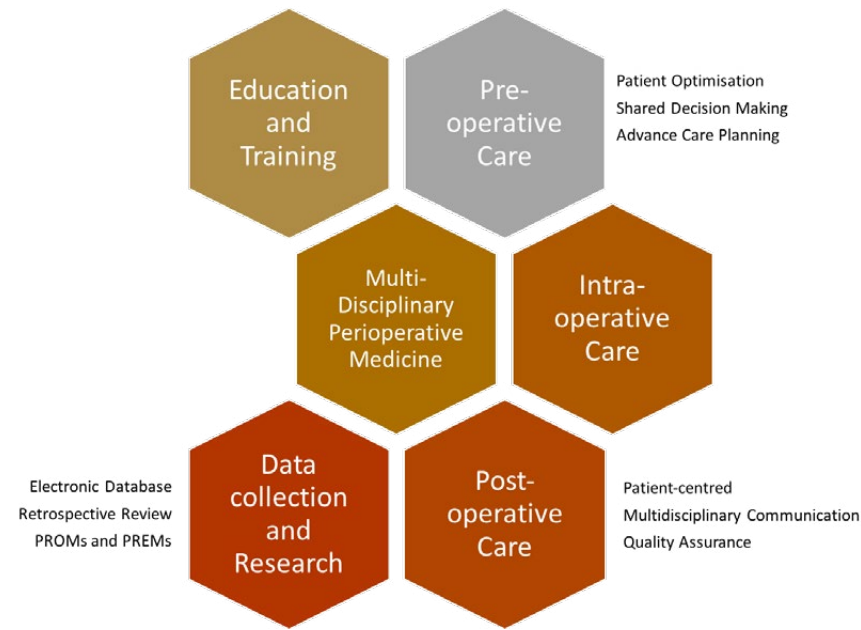 Education
and
Training
Pre-
operative
Care
Patient Optimisation
Shared Decision Making
Advance Care Planning
Multi-
Disciplinary
Perioperative
Medicine
Intra-
operative
Care
Electronic Database
Retrospective Review
PROMs and PREMs
Data
collection
and
Research
Post-
operative
Care
Patient-centred
Multidisciplinary Communication
Quality Assurance